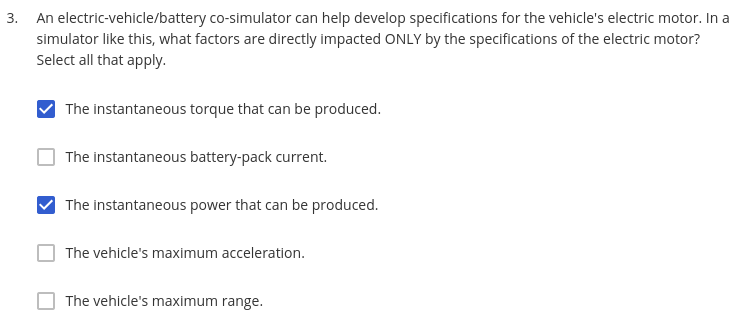 3. An electric-vehicle/battery co-simulator can help develop specifications for the vehicle's electric motor. In a
simulator like this, what factors are directly impacted ONLY by the specifications of the electric motor?
Select all that apply.
The instantaneous torque that can be produced.
The instantaneous battery-pack current.
The instantaneous power that can be produced.
The vehicle's maximum acceleration.
The vehicle's maximum range.